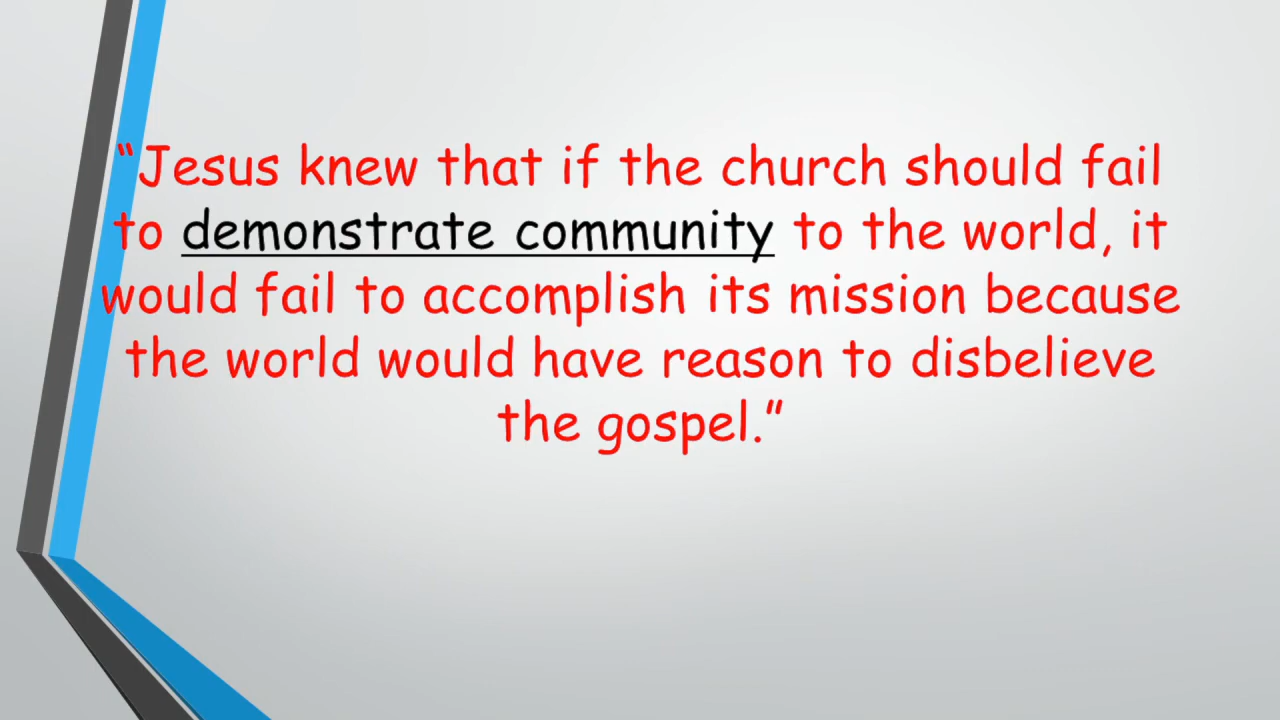 “Jesus knew that if the church should fail
to demonstrate community to the world, it
would fail to accomplish its mission because
the world would have reason to disbelieve
the gospel.”